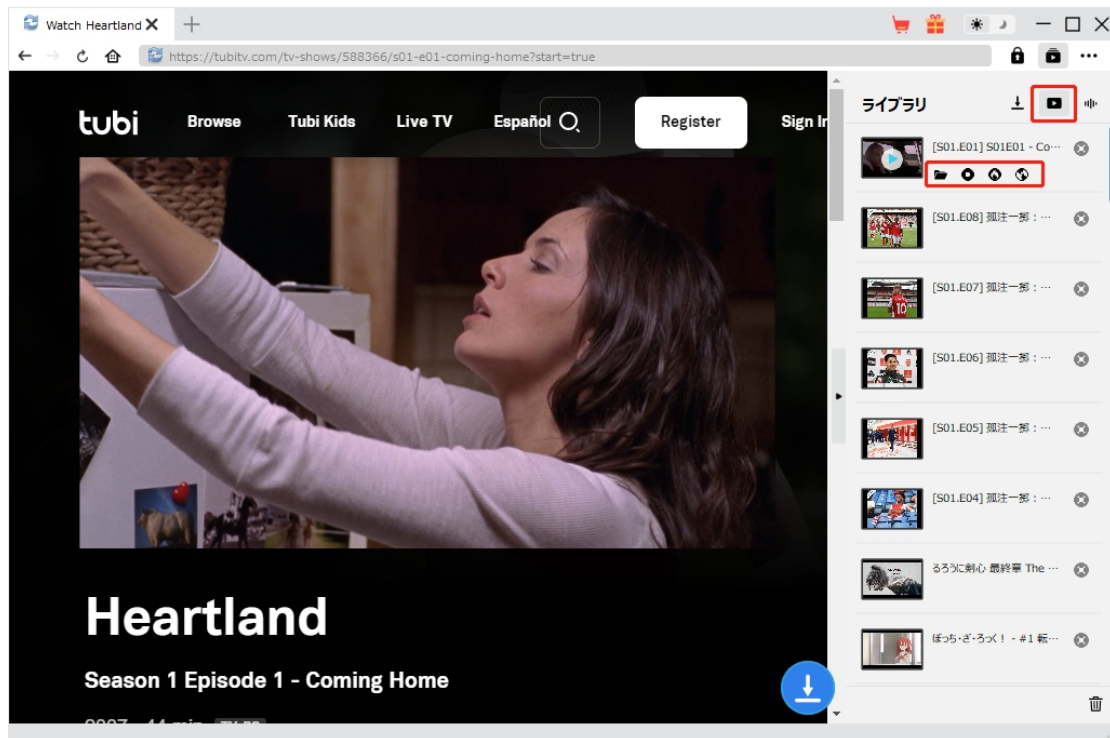 Watch Heartland
https://tubitv.com/tv-shows/588366/s01-e01-coming-home?start=true
tubi
Browse
Tubi Kids
Live TV
Español
Register
Sign In
Heartland
Season 1 Episode 1 - Coming Home
ライブラリ
[S01.E01] S01E01 - Co…
[S01.E08] 孤注一掷：…
[S01.E07] 孤注一掷：…
10
[S01.E06] 孤注一掷：…
[S01.E05] 孤注一掷：…
[S01.E04] 孤注一掷：…
るろうに剣心 最終章 The …
ぼっち・ざ・ろっく！ - #1 転…